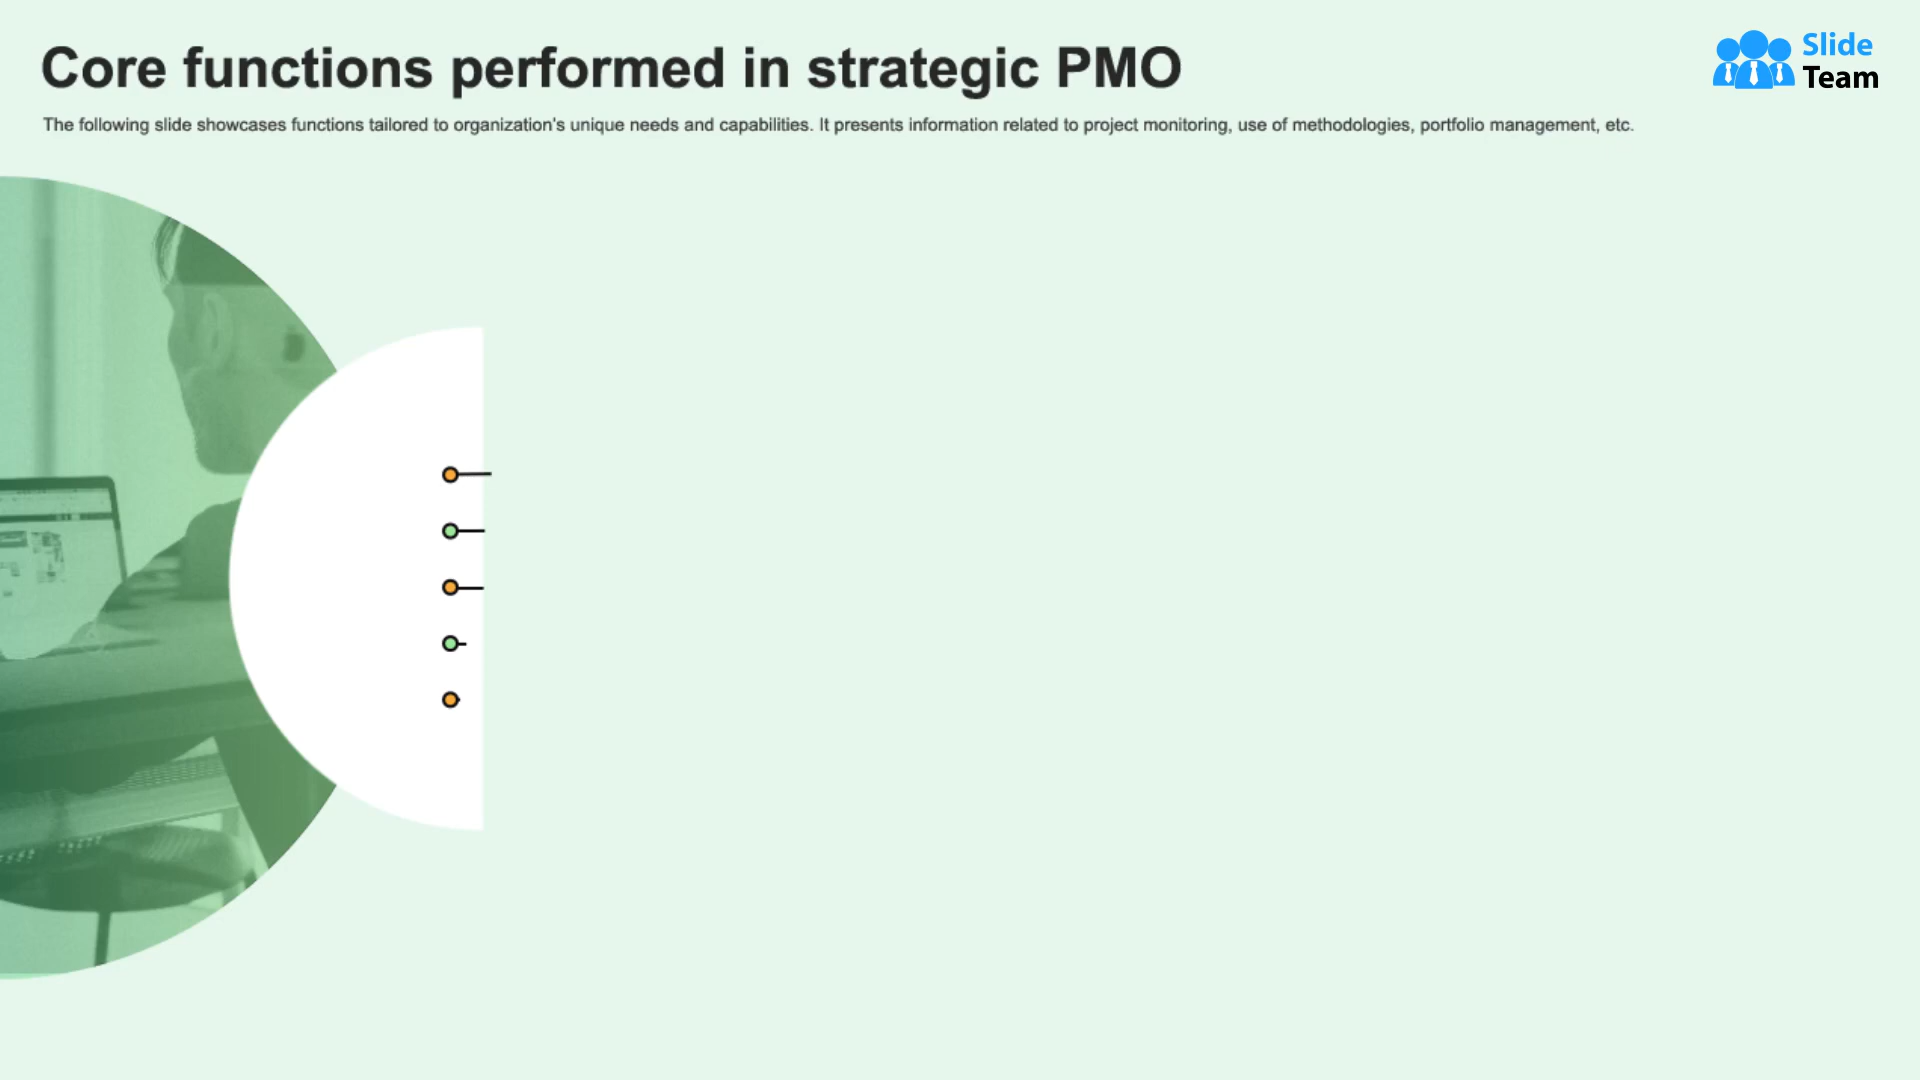 Core functions performed in strategic PMO
Slide
Team
The following slide showcases functions tailored to organization's unique needs and capabilities. It presents information related to project monitoring, use of methodologies, portfolio management, etc.